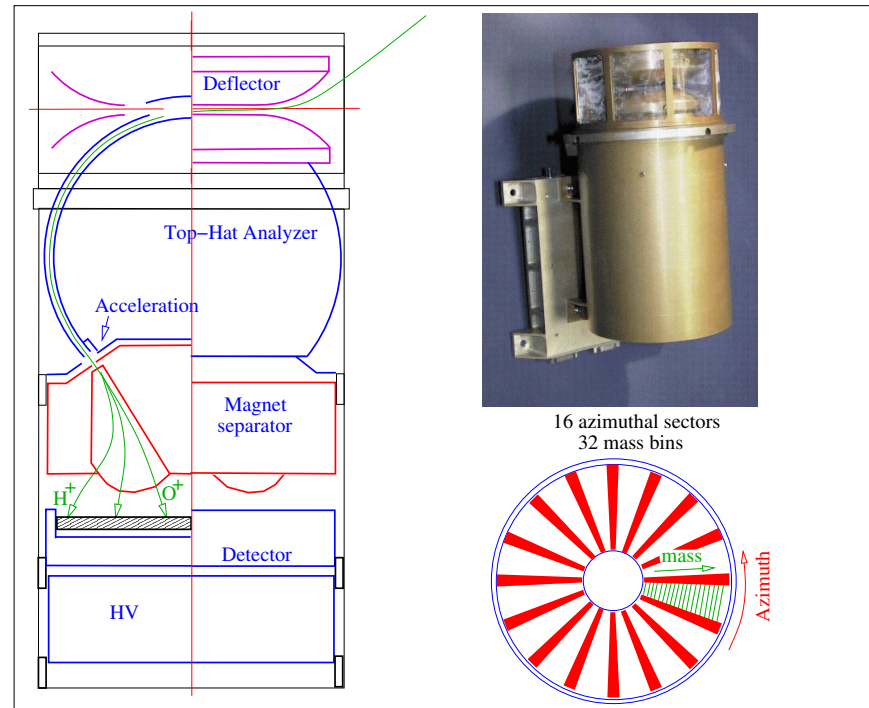 Deflector
Top−Hat Analyzer
Acceleration
Magnet
separator
H+
O+
Detector
HV
16 azimuthal sectors
32 mass bins
mass
Azimuth